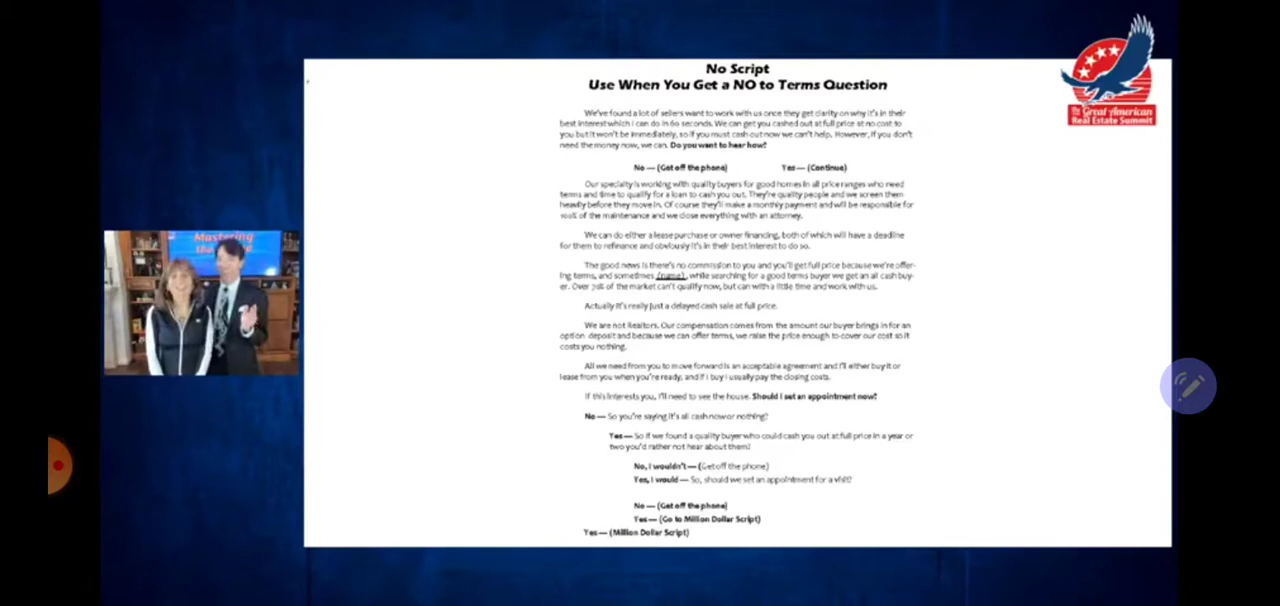 No Script
Use When You Get a NO to Terms Question
We've found a lot of sellers want to work with us once they get clarity on why it's in their
best interest which I can do in 60 seconds. We can get you cashed out at full price at no cost to
you but it won't be immediately, so if you must cash out now we can't help. However, if you don't
need the money now, we can. Do you want to hear how?
No — (Get off the phone) Yes — (Continue)
Our specialty is working with quality buyers for good homes in all price ranges who need
terms and time to qualify for a loan to cash you out. They're quality people and we screen them
heavily before they move in. Of course they'll make a monthly payment and will be responsible for
100% of the maintenance and we close everything with an attorney.
We can do either a lease purchase or owner financing, both of which will have a deadline
for them to refinance and obviously it's in their best interest to do so.
The good news is there's no commission to you and you'll get full price because we're offer-
ing terms, and sometimes (name), while searching for a good terms buyer we get an all cash buy-
er. Over of the market can't qualify now, but can with a little time and work with us.
Actually it's really just a delayed cash sale at full price.
We are not Realtors. Our compensation comes from the amount our buyer brings in for an
option deposit and because we can offer terms, we raise the price enough to cover our cost so it
costs you nothing.
All we need from you to move forward is an acceptable agreement and I'll either buy it or
lease from you when you're ready, and if I buy I usually pay the closing costs.
If this interests you, I'll need to see the house. Should I set an appointment now?
No — So you're saying it's all cash now or nothing?
Yes — So if we found a quality buyer who could cash you out at full price in a year or
two you'd rather not hear about them?
No, I wouldn't — (Get off the phone)
Yes, I would — So, should we set an appointment for a visit?
No — (Get off the phone)
Yes — (Go to Million Dollar Script)
Yes — (Million Dollar Script)
the Great American
Real Estate Summit
Mastering